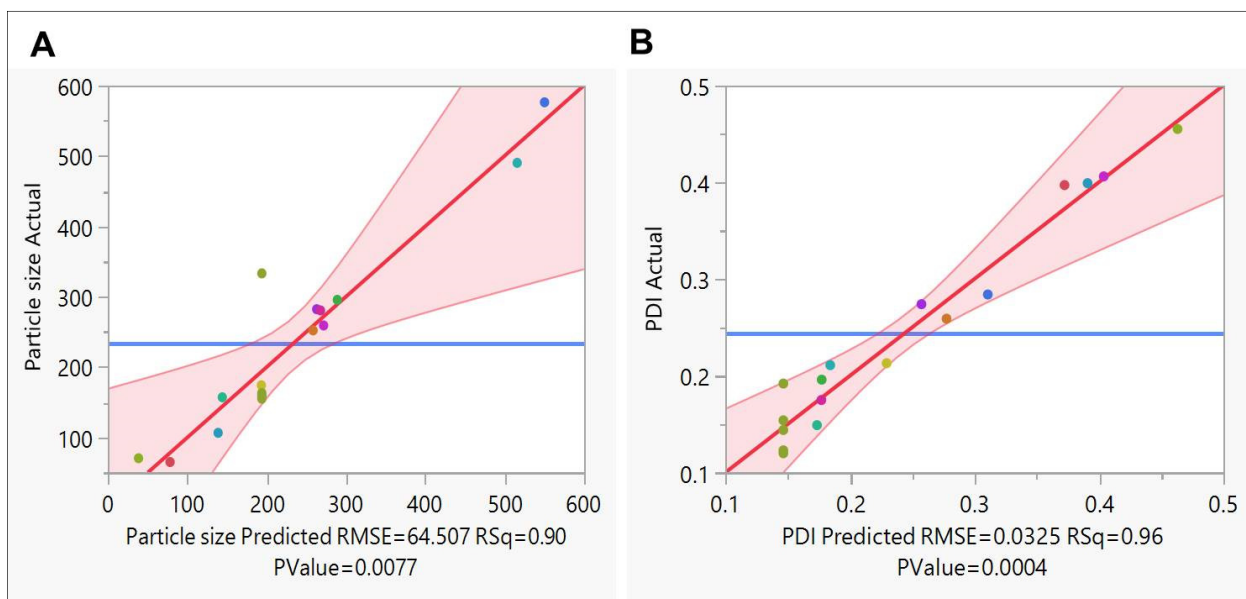 A
B
Particle size Actual
600
500
400
300
200
100
0 100 200 300 400 500 600
Particle size Predicted RMSE=64.507 RSq=0.90
PValue=0.0077
PDI Actual
0.5
0.4
0.3
0.2
0.1
0.1 0.2 0.3 0.4 0.5
PDI Predicted RMSE=0.0325 RSq=0.96
PValue=0.0004